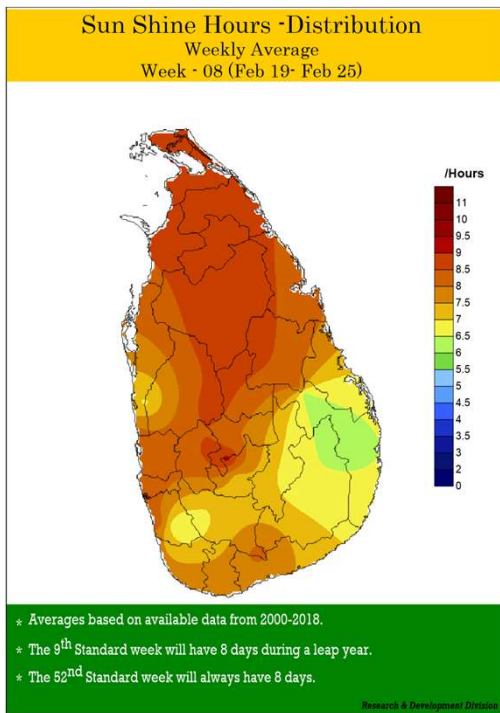 Sun Shine Hours -Distribution
Weekly Average
Week - 08 (Feb 19- Feb 25)
/Hours
11
10
9.5
9
8.5
8
7.5
7
6.5
6
5.5
5
4.5
4
3.5
3
2
0
* Averages based on available data from 2000-2018.
* The 9th Standard week will have 8 days during a leap year.
* The 52nd Standard week will always have 8 days.
Research & Development Division